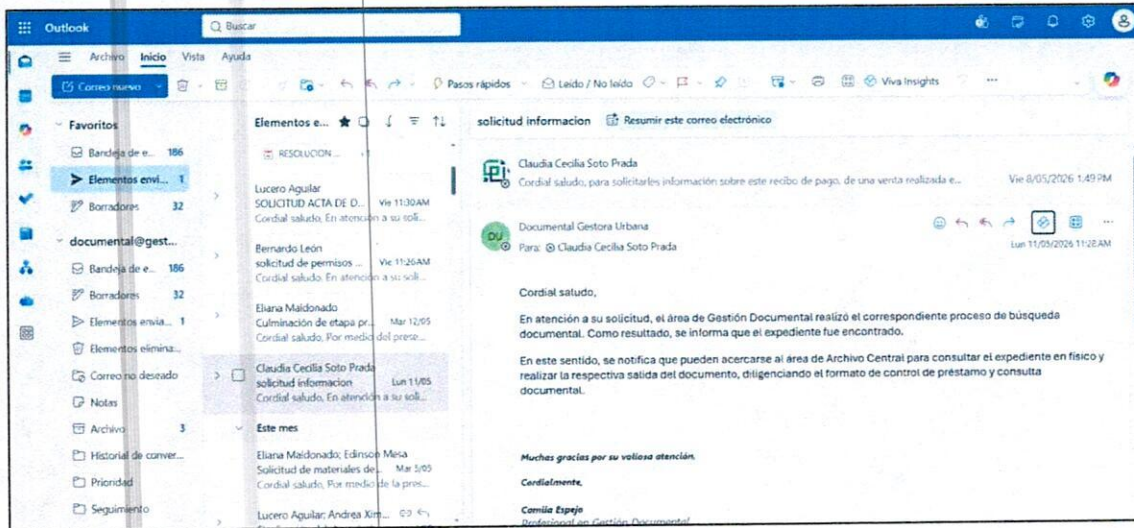 Outlook
Buscar
Archivo Inicio Vista Ayuda
Correo nuevo
Pasos rápidos
Leído / No leído
Viva Insights
Favoritos
Bandeja de e... 186
Elementos envi... 1
Borradores 32
documental@gest...
Bandeja de e... 186
Borradores 32
Elementos envia... 1
Elementos elimina...
Correo no deseado
Notas
Archivo 3
Historial de conver...
Prioridad
Seguimiento
Elementos e...
RESOLUCION ...
Lucero Aguilar
SOLICITUD ACTA DE D... Vie 11:30 AM
Cordial saludo, En atención a su soli...
Bernardo León
solicitud de permisos ... Vie 11:26 AM
Cordial saludo, En atención a su soli...
Eliana Maldonado
Culminación de etapa pr... Mar 12/05
Cordial saludo, Por medio del prese...
Claudia Cecilia Soto Prada
solicitud informacion Lun 11/05
Cordial saludo, En atención a su soli...
Este mes
Eliana Maldonado; Edinson Mesa
Solicitud de materiales de... Mar 5/05
Cordial saludo, Por medio de la pres...
Lucero Aguilar; Andrea Xim...
solicitud informacion
Resumir este correo electrónico
Claudia Cecilia Soto Prada
Cordial saludo, para solicitarles información sobre este recibo de pago, de una venta realizada e... Vie 8/05/2026 1:49 PM
DU
Documental Gestora Urbana
Para: Claudia Cecilia Soto Prada
Lun 11/05/2026 11:28 AM
Cordial saludo,
En atención a su solicitud, el área de Gestión Documental realizó el correspondiente proceso de búsqueda
documental. Como resultado, se informa que el expediente fue encontrado.
En este sentido, se notifica que pueden acercarse al área de Archivo Central para consultar el expediente en físico y
realizar la respectiva salida del documento, diligenciando el formato de control de préstamo y consulta
documental.
Muchas gracias por su valiosa atención.
Cordialmente,
Camila Espejo
Profesional en Gestión Documental